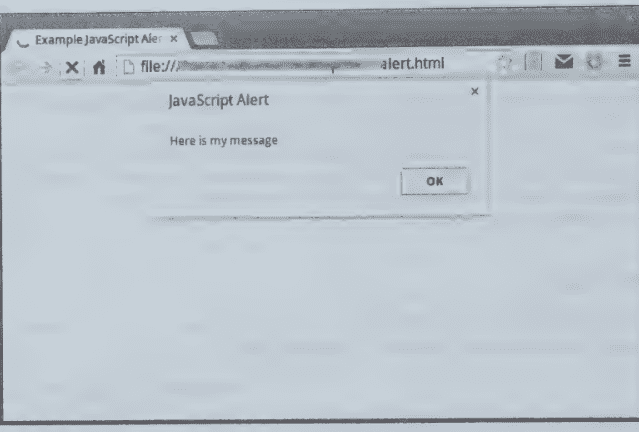 Example JavaScript Aler
file:// alert.html
JavaScript Alert
Here is my message
OK